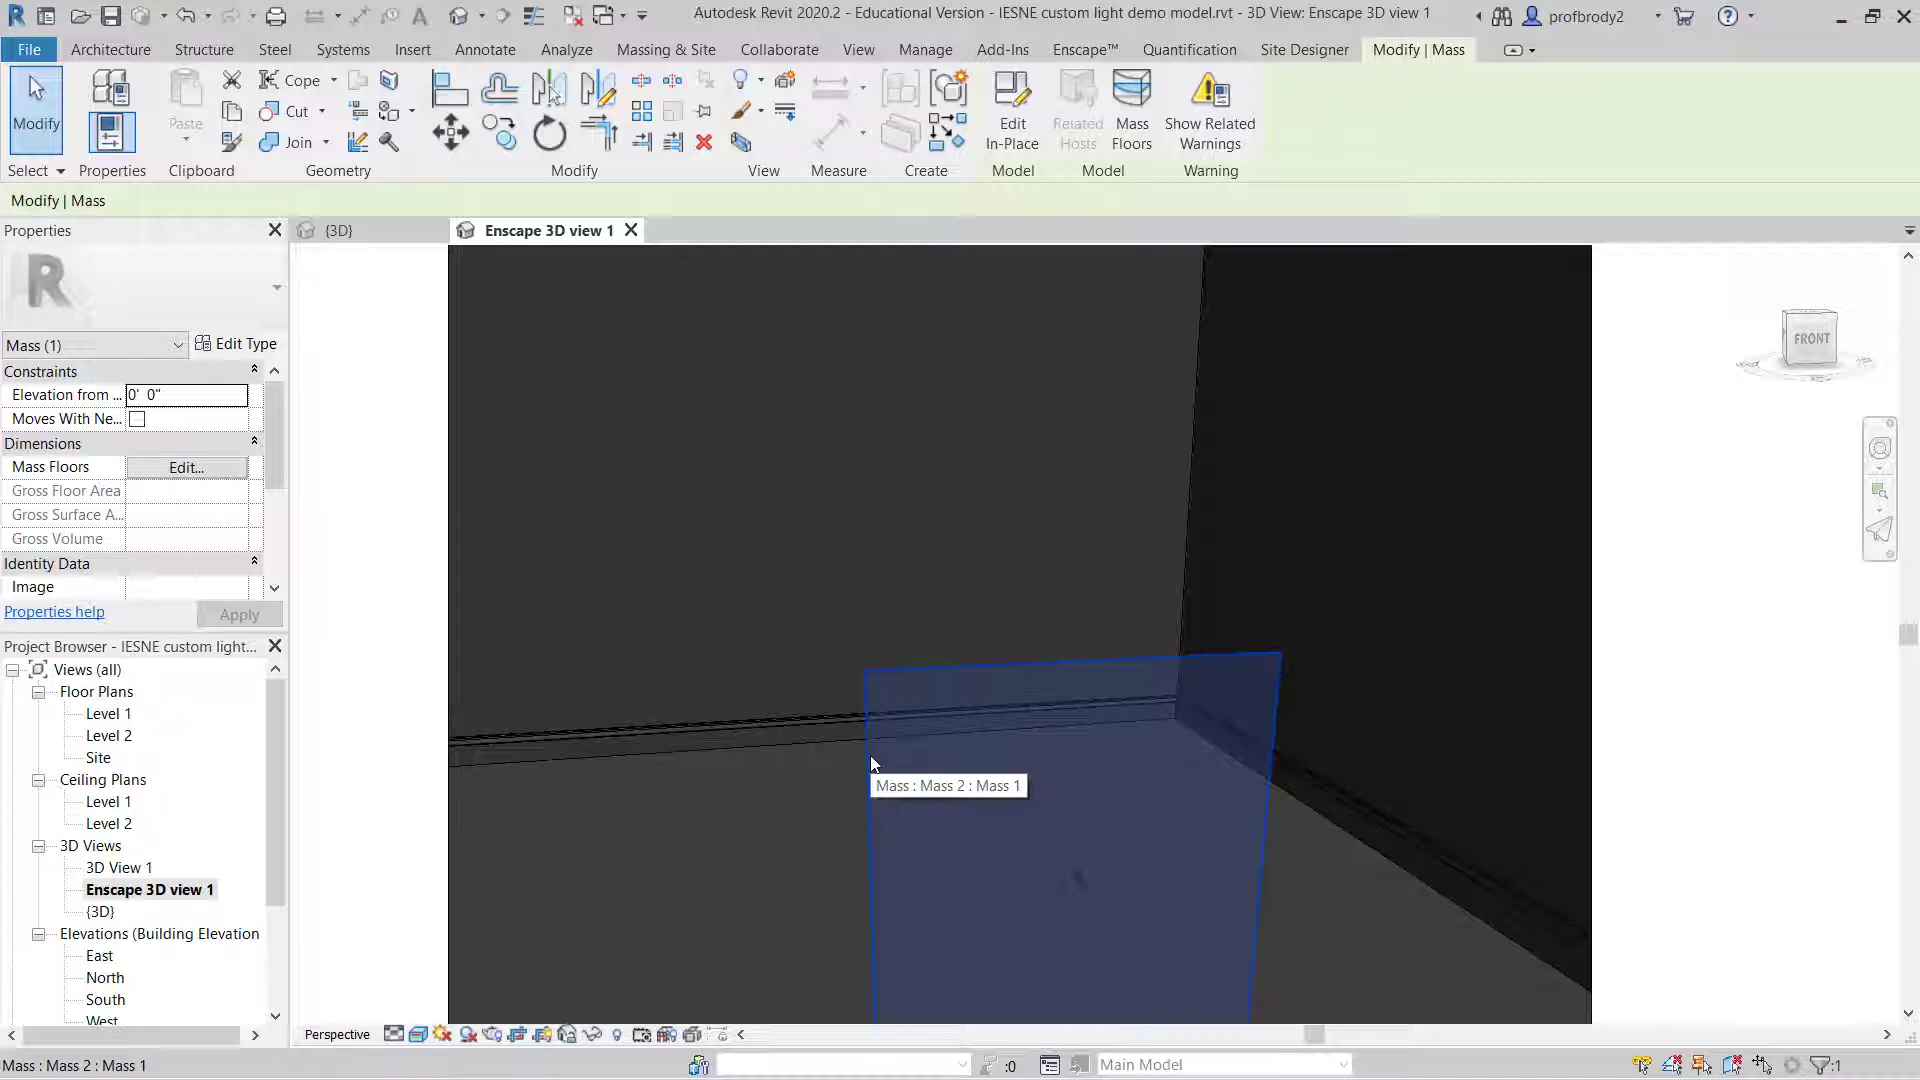 Autodesk Revit 2020.2 - Educational Version - IESNE custom light demo model.rvt - 3D View: Enscape 3D view 1
profbrody2
File Architecture Structure Steel Systems Insert Annotate Analyze Massing & Site Collaborate View Manage Add-Ins Enscape™ Quantification Site Designer Modify | Mass
Modify
Paste
Cope
Cut
Join
Edit In-Place
Related Hosts
Mass Floors
Show Related Warnings
Select Properties Clipboard Geometry Modify View Measure Create Model Model Warning
Modify | Mass
Properties
{3D}
Enscape 3D view 1
R
Mass (1)
Edit Type
Constraints
Elevation from ... 0' 0"
Moves With Ne...
Dimensions
Mass Floors Edit...
Gross Floor Area
Gross Surface A...
Gross Volume
Identity Data
Image
Properties help
Apply
Project Browser - IESNE custom light...
Views (all)
Floor Plans
Level 1
Level 2
Site
Ceiling Plans
Level 1
Level 2
3D Views
3D View 1
Enscape 3D view 1
{3D}
Elevations (Building Elevation
East
North
South
West
FRONT
Mass : Mass 2 : Mass 1
Perspective
Mass : Mass 2 : Mass 1
:0
Main Model
:1